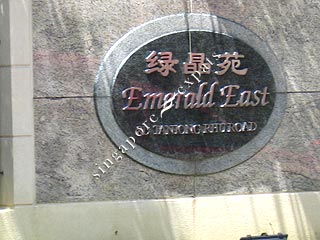 绿晶苑
Emerald East
TANJONG RHU ROAD
singapore expats